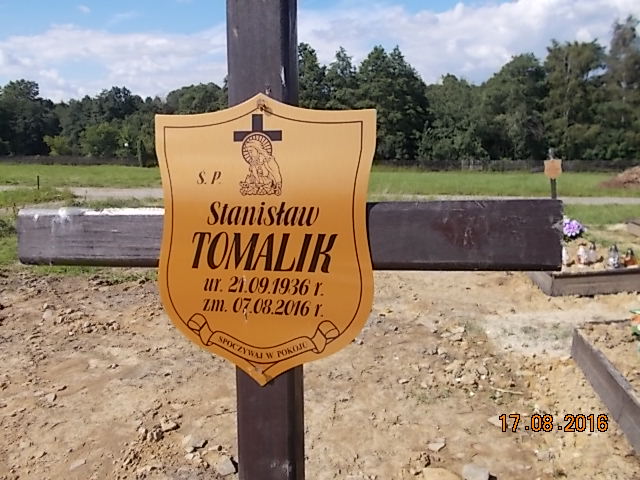 Ś. P.
Stanisław
TOMALIK
ur. 21.09.1936 r.
zm. 07.08.2016 r.
SPOCZYWAJ W POKOJU
17.08.2016